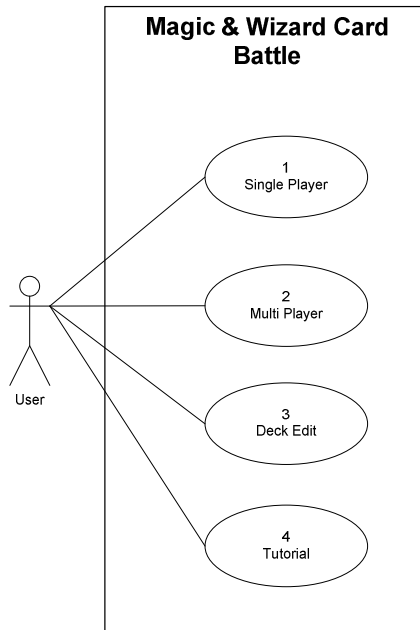 Magic & Wizard Card
Battle
1
Single Player
2
Multi Player
User
3
Deck Edit
4
Tutorial